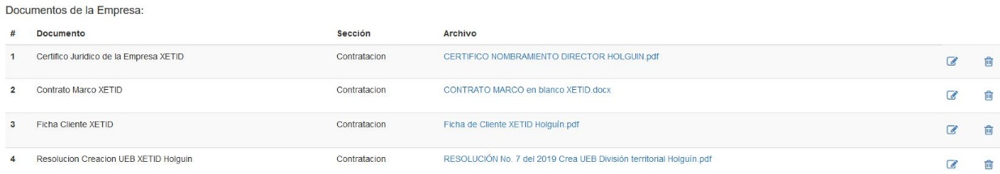 Documentos de la Empresa:
# Documento Sección Archivo
1 Certifico Juridico de la Empresa XETID Contratacion CERTIFICO NOMBRAMIENTO DIRECTOR HOLGUIN.pdf
2 Contrato Marco XETID Contratacion CONTRATO MARCO en blanco XETID.docx
3 Ficha Cliente XETID Contratacion Ficha de Cliente XETID Holguín.pdf
4 Resolucion Creacion UEB XETID Holguin Contratacion RESOLUCIÓN No. 7 del 2019 Crea UEB División territorial Holguín.pdf